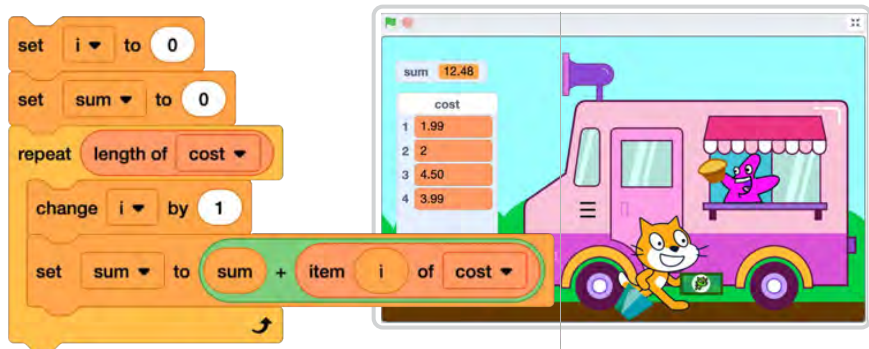 set i to 0
set sum to 0
repeat length of cost
change i by 1
set sum to sum + item i of cost
sum 12.48
cost
1 1.99
2 2
3 4.50
4 3.99